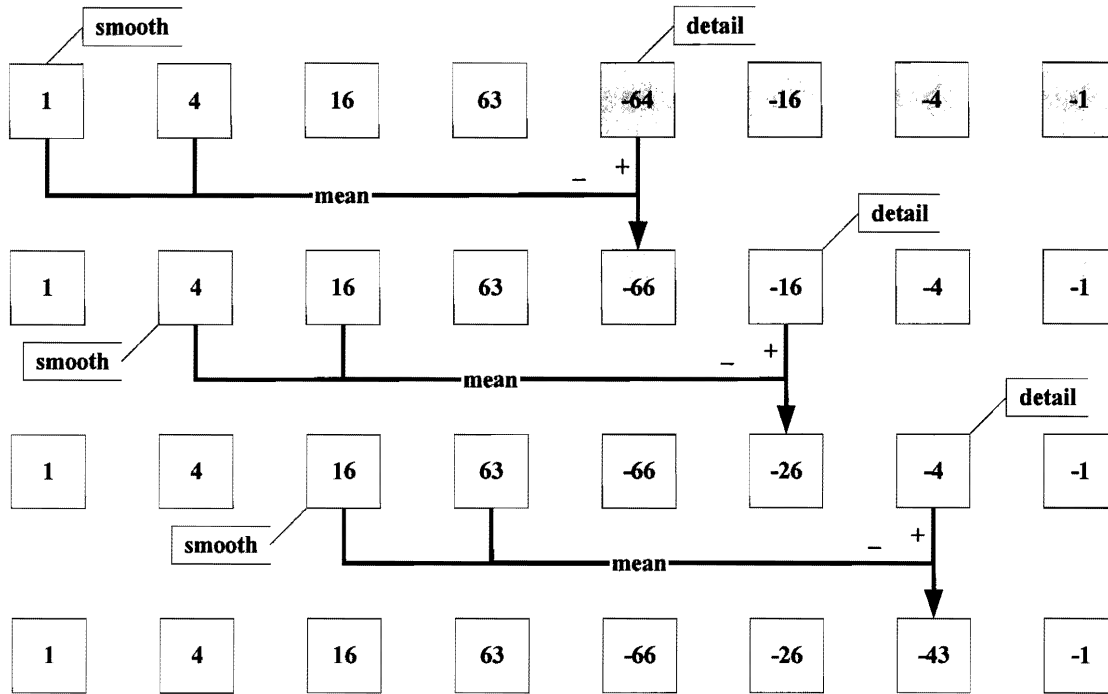 smooth
detail
1 4 16 63 -64 -16 -4 -1
− +
mean
detail
1 4 16 63 -66 -16 -4 -1
smooth
− +
mean
detail
1 4 16 63 -66 -26 -4 -1
smooth
− +
mean
1 4 16 63 -66 -26 -43 -1